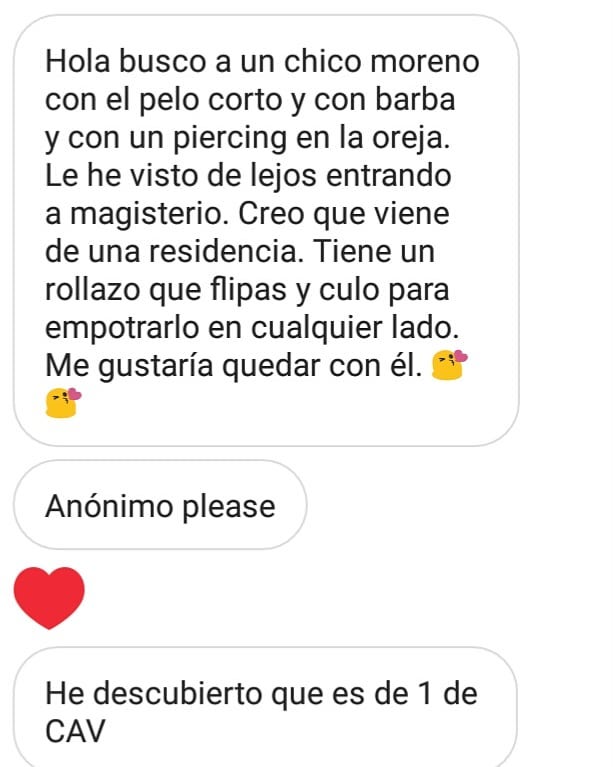 Hola busco a un chico moreno
con el pelo corto y con barba
y con un piercing en la oreja.
Le he visto de lejos entrando
a magisterio. Creo que viene
de una residencia. Tiene un
rollazo que flipas y culo para
empotrarlo en cualquier lado.
Me gustaría quedar con él. 😘
😘
Anónimo please
❤️
He descubierto que es de 1 de
CAV